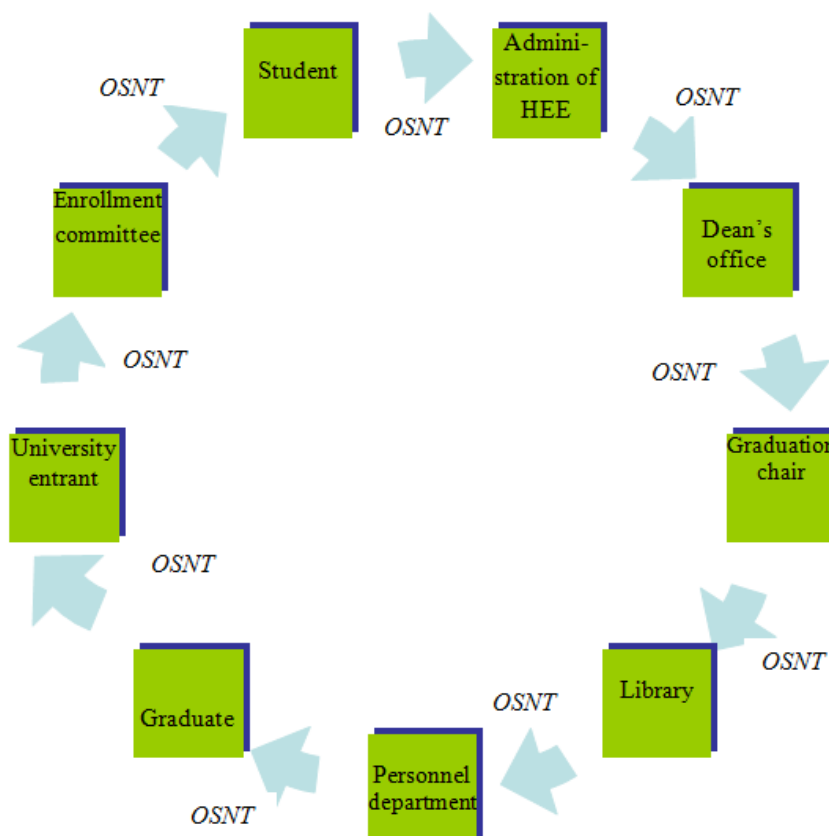 Student
Admini-
stration of
HEE
OSNT
OSNT
OSNT
Enrollment
committee
Dean's
office
OSNT
OSNT
University
entrant
Graduation
chair
OSNT
OSNT
Library
Graduate
OSNT
Personnel
department
OSNT